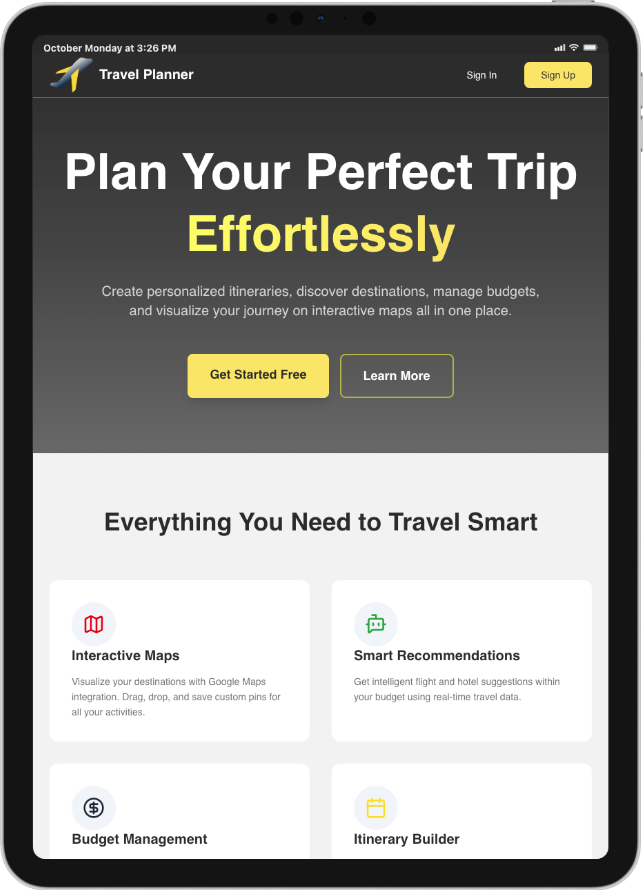 October Monday at 3:26 PM
Travel Planner
Sign In
Sign Up
Plan Your Perfect Trip
Effortlessly
Create personalized itineraries, discover destinations, manage budgets,
and visualize your journey on interactive maps all in one place.
Get Started Free
Learn More
Everything You Need to Travel Smart
Interactive Maps
Visualize your destinations with Google Maps
integration. Drag, drop, and save custom pins for
all your activities.
Smart Recommendations
Get intelligent flight and hotel suggestions within
your budget using real-time travel data.
Budget Management
Itinerary Builder